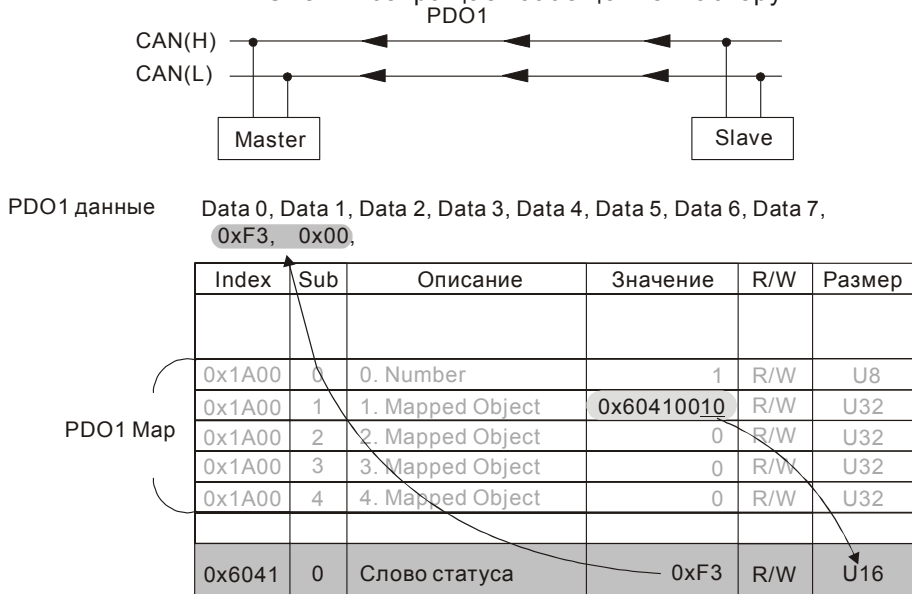 PDO1
CAN(H)
CAN(L)
Master
Slave
PDO1 данные
Data 0, Data 1, Data 2, Data 3, Data 4, Data 5, Data 6, Data 7,
0xF3, 0x00,
Index Sub Описание Значение R/W Размер
0x1A00 0 0. Number 1 R/W U8
0x1A00 1 1. Mapped Object 0x60410010 R/W U32
PDO1 Map
0x1A00 2 2. Mapped Object 0 R/W U32
0x1A00 3 3. Mapped Object 0 R/W U32
0x1A00 4 4. Mapped Object 0 R/W U32
0x6041 0 Слово статуса 0xF3 R/W U16